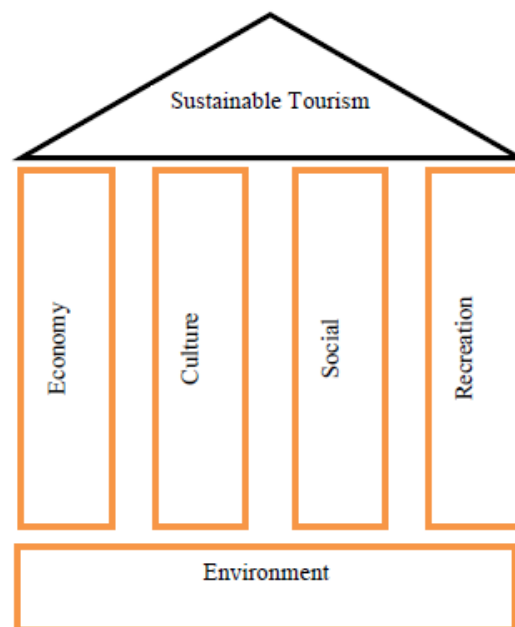 Sustainable Tourism
Economy
Culture
Social
Recreation
Environment